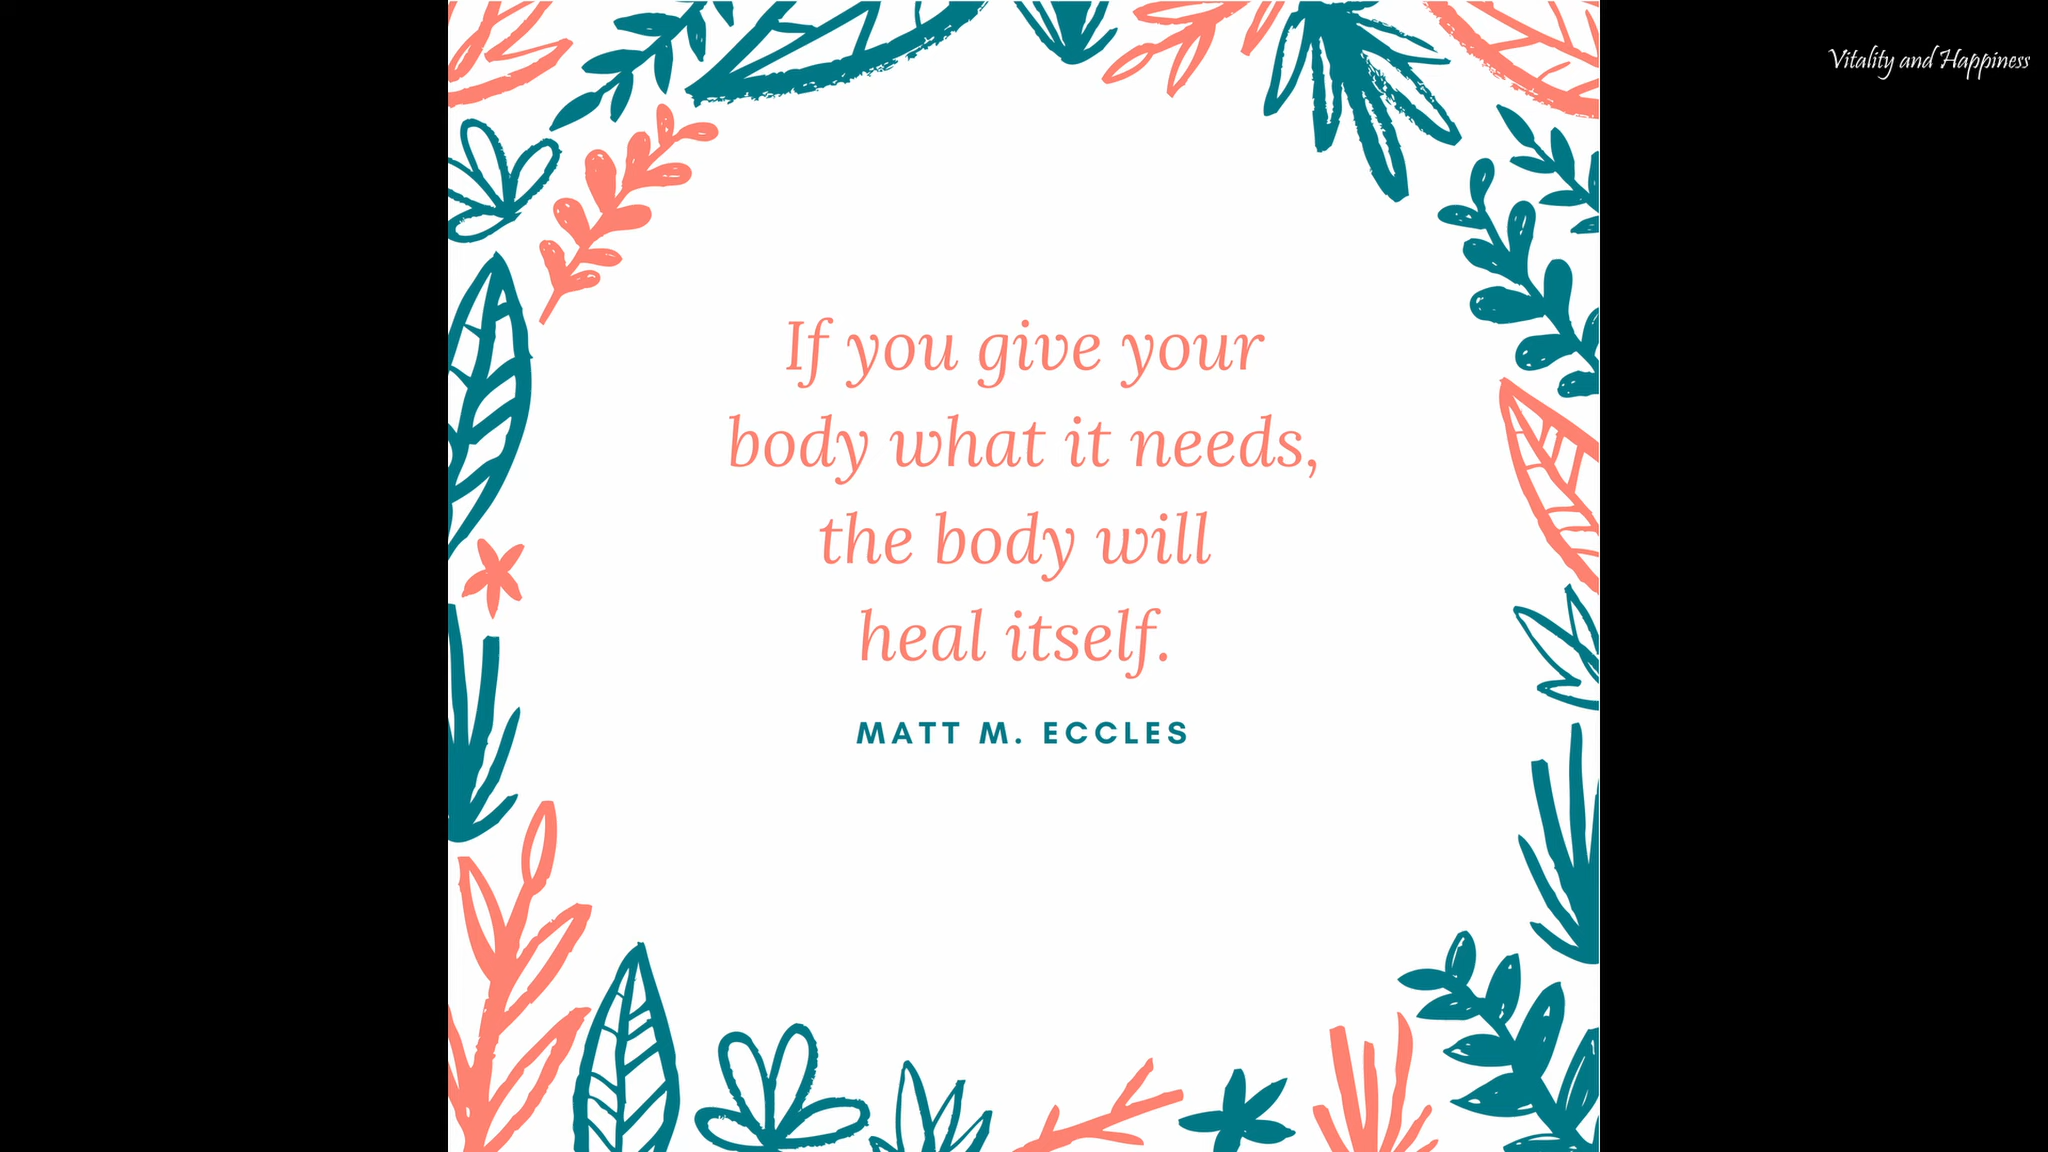 Vitality and Happiness
If you give your
body what it needs,
the body will
heal itself.
MATT M. ECCLES